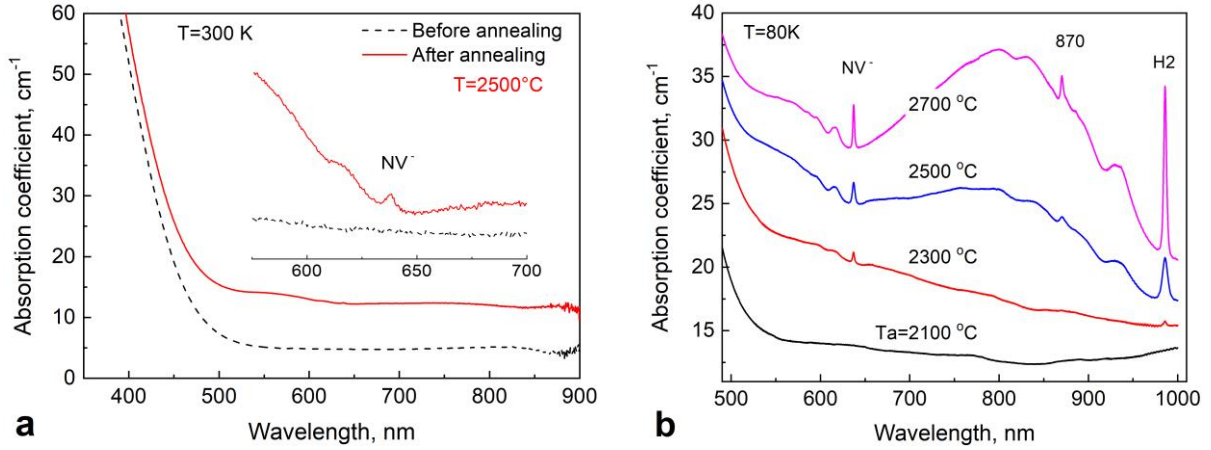 T=300 K
Before annealing
After annealing
T=2500°C
NV⁻
600 650 700
Absorption coefficient, cm⁻¹
60
50
40
30
20
10
0
400 500 600 700 800 900
Wavelength, nm
a
T=80K
870
H2
NV⁻
2700 °C
2500 °C
2300 °C
Ta=2100 °C
Absorption coefficient, cm⁻¹
40
35
30
25
20
15
500 600 700 800 900 1000
Wavelength, nm
b